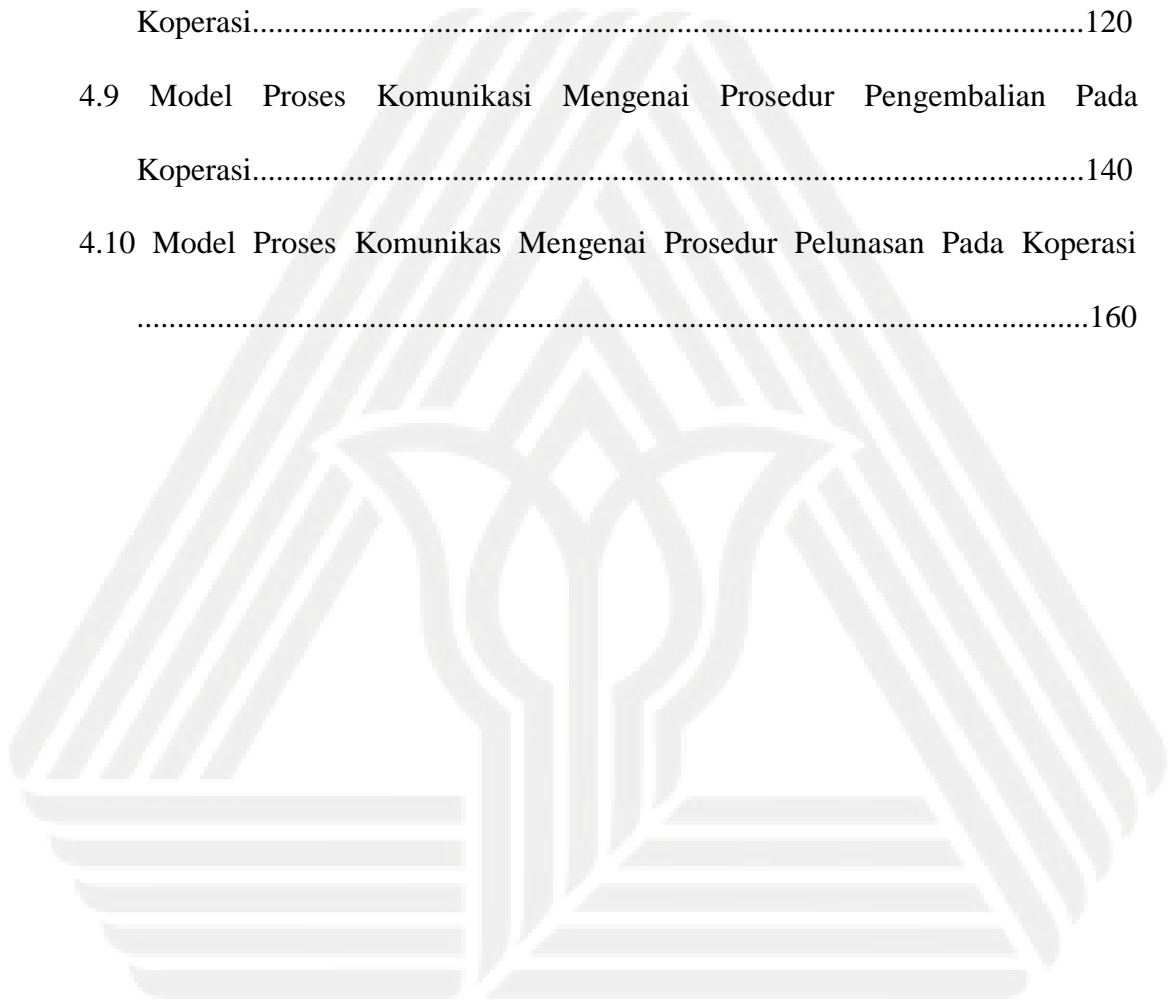 Koperasi........................................................................................................120
4.9 Model Proses Komunikasi Mengenai Prosedur Pengembalian Pada
Koperasi........................................................................................................140
4.10 Model Proses Komunikas Mengenai Prosedur Pelunasan Pada Koperasi
.......................................................................................................................160